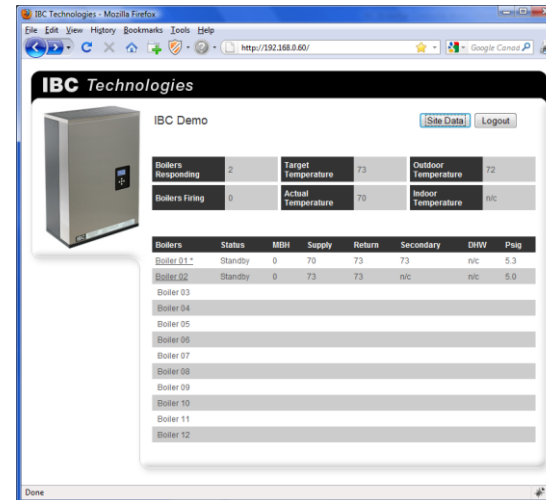 IBC Technologies - Mozilla Firefox
File Edit View History Bookmarks Tools Help
http://192.168.0.60/ Google Canad
IBC Technologies
IBC Demo Site Data Logout
Boilers Responding 2 Target Temperature 73 Outdoor Temperature 72
Boilers Firing 0 Actual Temperature 70 Indoor Temperature n/c
Boilers Status MBH Supply Return Secondary DHW Psig
Boiler 01 * Standby 0 70 73 73 n/c 5.3
Boiler 02 Standby 0 73 73 n/c n/c 5.0
Boiler 03
Boiler 04
Boiler 05
Boiler 06
Boiler 07
Boiler 08
Boiler 09
Boiler 10
Boiler 11
Boiler 12
Done